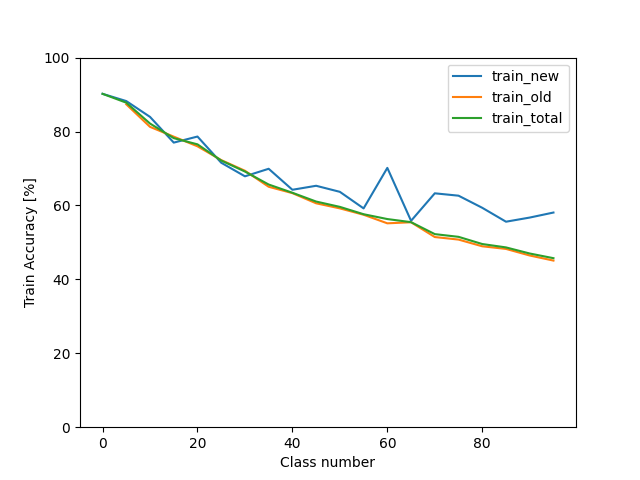 train_new
train_old
train_total
100
80
60
40
20
0
Train Accuracy [%]
0 20 40 60 80
Class number